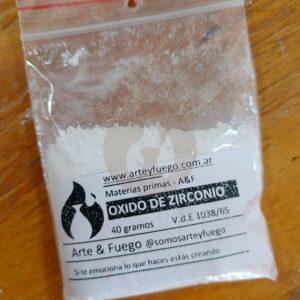 www.arteyfuego.com.ar
Materias primas - A&F
OXIDO DE ZIRCONIO
40 gramos V.d.E 1038/65
Arte & Fuego @somosarteyfuego
Si te emociona lo que haces estás creando